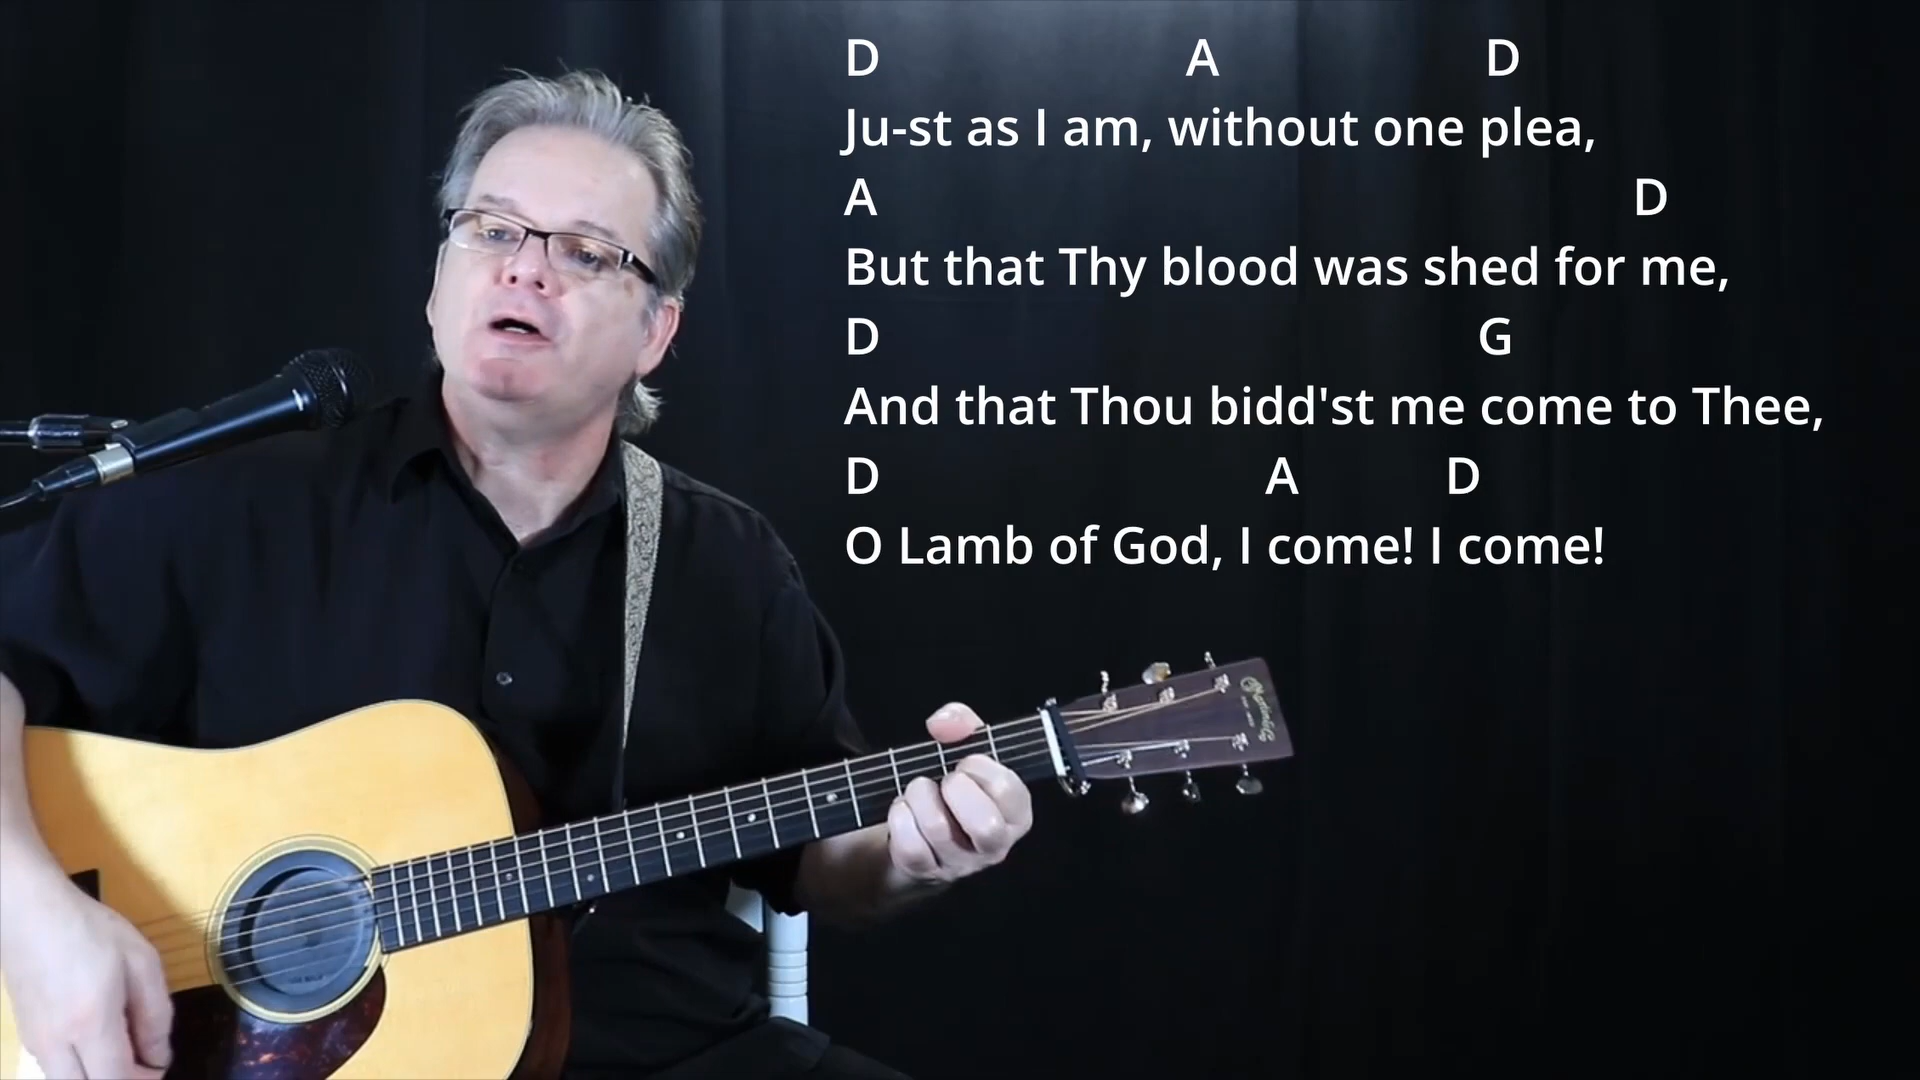 D A D
Ju-st as I am, without one plea,
A D
But that Thy blood was shed for me,
D G
And that Thou bidd'st me come to Thee,
D A D
O Lamb of God, I come! I come!